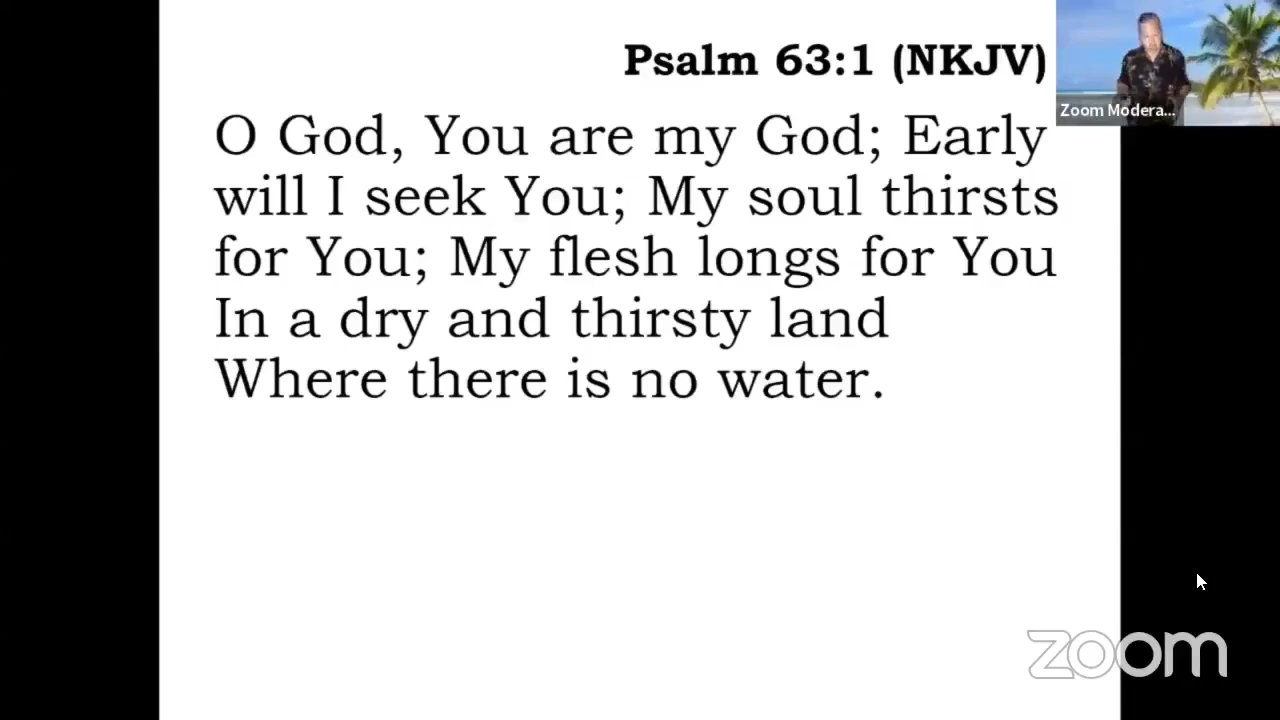 Psalm 63:1 (NKJV)
Zoom Modera...
O God, You are my God; Early
will I seek You; My soul thirsts
for You; My flesh longs for You
In a dry and thirsty land
Where there is no water.
zoom